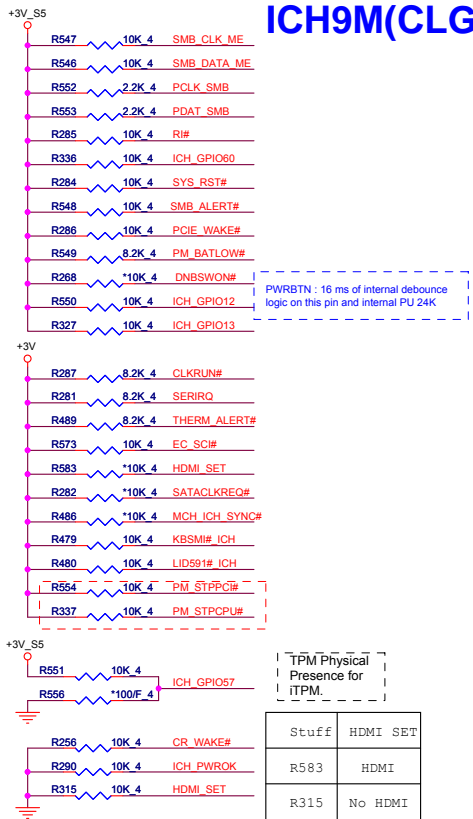 ICH9M(CLG
+3V_S5
R547 10K_4 SMB_CLK_ME
R546 10K_4 SMB_DATA_ME
R552 2.2K_4 PCLK_SMB
R553 2.2K_4 PDAT_SMB
R285 10K_4 RI#
R336 10K_4 ICH_GPIO60
R284 10K_4 SYS_RST#
R548 10K_4 SMB_ALERT#
R286 10K_4 PCIE_WAKE#
R549 8.2K_4 PM_BATLOW#
R268 *10K_4 DNBSWON#
R550 10K_4 ICH_GPIO12
R327 10K_4 ICH_GPIO13
PWRBTN : 16 ms of internal debounce
logic on this pin and internal PU 24K
+3V
R287 8.2K_4 CLKRUN#
R281 8.2K_4 SERIRQ
R489 8.2K_4 THERM_ALERT#
R573 10K_4 EC_SCI#
R583 *10K_4 HDMI_SET
R282 *10K_4 SATACLKREQ#
R486 *10K_4 MCH_ICH_SYNC#
R479 10K_4 KBSMI#_ICH
R480 10K_4 LID591#_ICH
R554 10K_4 PM_STPPCI#
R337 10K_4 PM_STPCPU#
+3V_S5
R551 10K_4
ICH_GPIO57
R556 *100/F_4
TPM Physical
Presence for
iTPM.
R256 10K_4 CR_WAKE#
R290 10K_4 ICH_PWROK
R315 10K_4 HDMI_SET
Stuff HDMI SET
R583 HDMI
R315 No HDMI